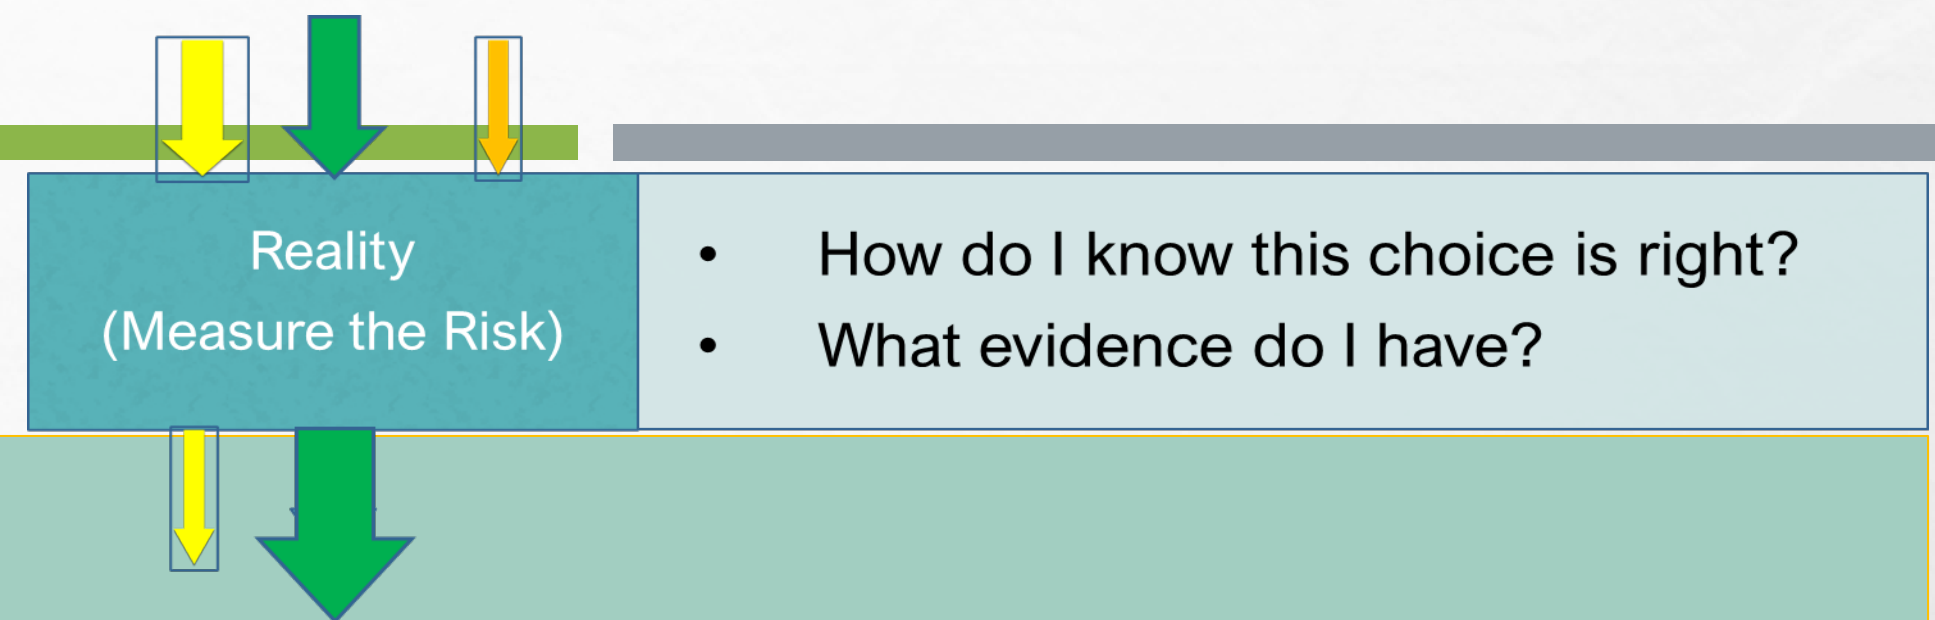 Reality
(Measure the Risk)
• How do I know this choice is right?
• What evidence do I have?